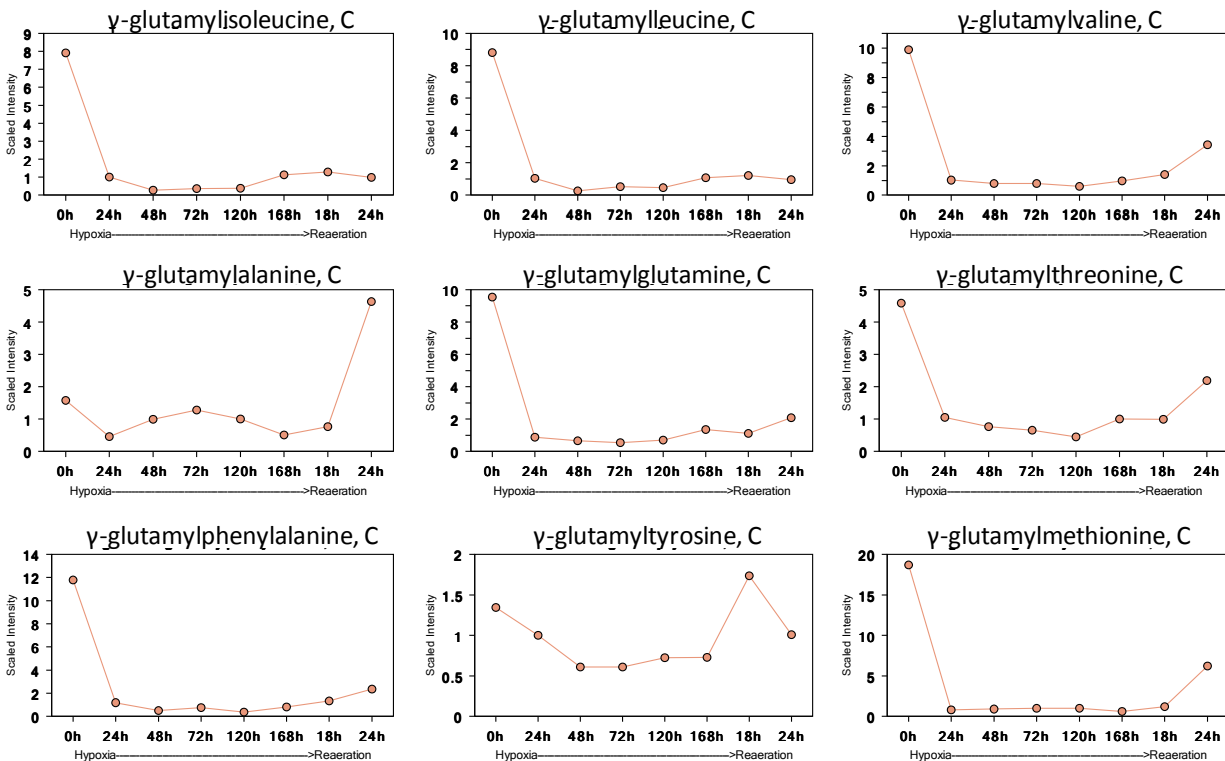 γ-glutamylisoleucine, C
9
8
7
6
5
4
3
2
1
0
Scaled Intensity
0h 24h 48h 72h 120h 168h 18h 24h
Hypoxia------------------------------------------------>Reaeration
γ-glutamylleucine, C
10
8
6
4
2
0
Scaled Intensity
0h 24h 48h 72h 120h 168h 18h 24h
Hypoxia------------------------------------------------>Reaeration
γ-glutamylvaline, C
10
8
6
4
2
0
Scaled Intensity
0h 24h 48h 72h 120h 168h 18h 24h
Hypoxia------------------------------------------------>Reaeration
γ-glutamylalanine, C
5
4
3
2
1
0
Scaled Intensity
0h 24h 48h 72h 120h 168h 18h 24h
Hypoxia------------------------------------------------>Reaeration
γ-glutamylglutamine, C
10
8
6
4
2
0
Scaled Intensity
0h 24h 48h 72h 120h 168h 18h 24h
Hypoxia------------------------------------------------>Reaeration
γ-glutamylthreonine, C
5
4
3
2
1
0
Scaled Intensity
0h 24h 48h 72h 120h 168h 18h 24h
Hypoxia------------------------------------------------>Reaeration
γ-glutamylphenylalanine, C
14
12
10
8
6
4
2
0
Scaled Intensity
0h 24h 48h 72h 120h 168h 18h 24h
Hypoxia------------------------------------------------>Reaeration
γ-glutamyltyrosine, C
2
1.5
1
0.5
0
Scaled Intensity
0h 24h 48h 72h 120h 168h 18h 24h
Hypoxia------------------------------------------------>Reaeration
γ-glutamylmethionine, C
20
15
10
5
0
Scaled Intensity
0h 24h 48h 72h 120h 168h 18h 24h
Hypoxia------------------------------------------------>Reaeration